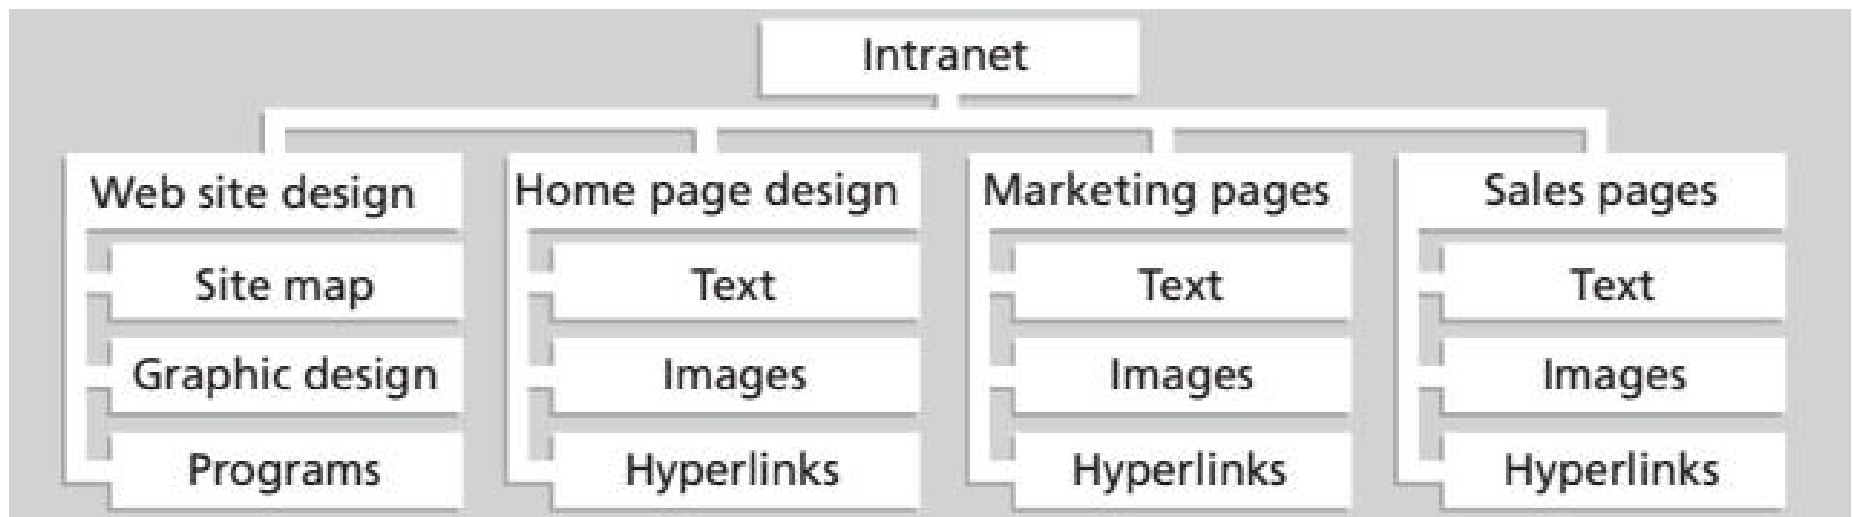 Intranet
Web site design
Home page design
Marketing pages
Sales pages
Site map
Text
Text
Text
Graphic design
Images
Images
Images
Programs
Hyperlinks
Hyperlinks
Hyperlinks